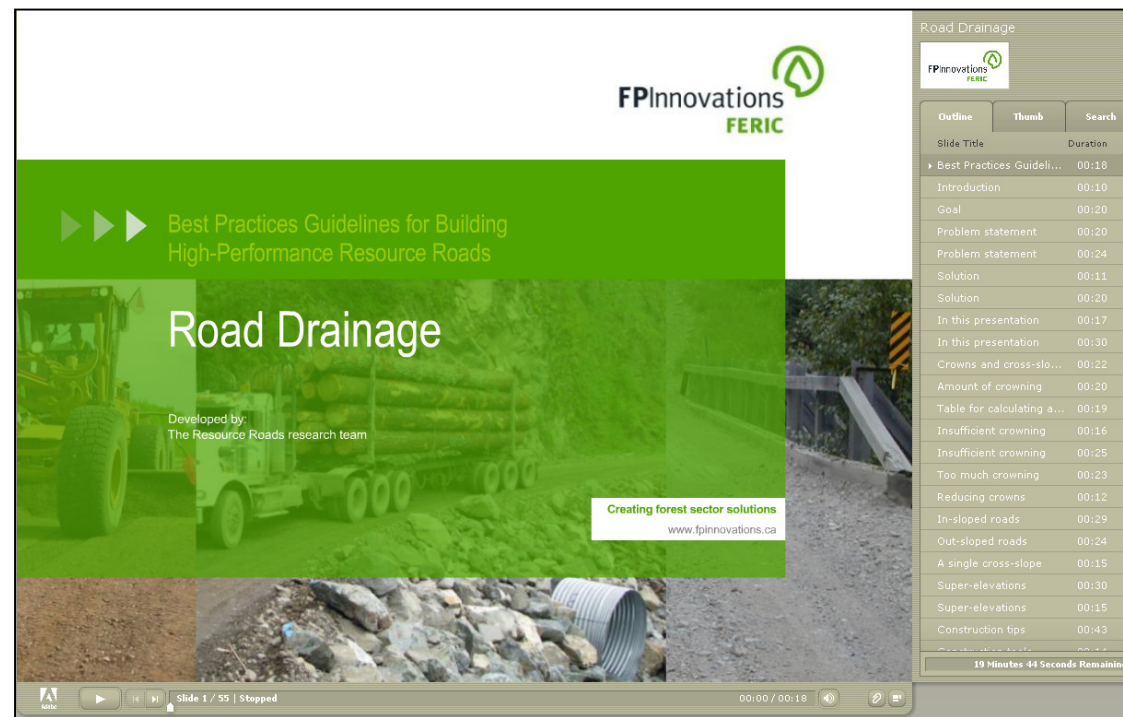 FPInnovations
FERIC
Best Practices Guidelines for Building
High-Performance Resource Roads
Road Drainage
Developed by:
The Resource Roads research team
Creating forest sector solutions
www.fpinnovations.ca
Adobe
Slide 1 / 55 | Stopped
00:00 / 00:18
Road Drainage
FPInnovations
FERIC
Outline Thumb Search
Slide Title Duration
Best Practices Guideli... 00:18
Introduction 00:10
Goal 00:20
Problem statement 00:20
Problem statement 00:24
Solution 00:11
Solution 00:20
In this presentation 00:17
In this presentation 00:30
Crowns and cross-slo... 00:22
Amount of crowning 00:20
Table for calculating a... 00:19
Insufficient crowning 00:16
Insufficient crowning 00:25
Too much crowning 00:23
Reducing crowns 00:12
In-sloped roads 00:29
Out-sloped roads 00:24
A single cross-slope 00:15
Super-elevations 00:30
Super-elevations 00:15
Construction tips 00:43
19 Minutes 44 Seconds Remaining